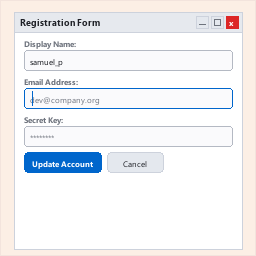 Registration Form
x
Display Name:
samuel_p
Email Address:
dev@company.org
Secret Key:
********
Update Account
Cancel